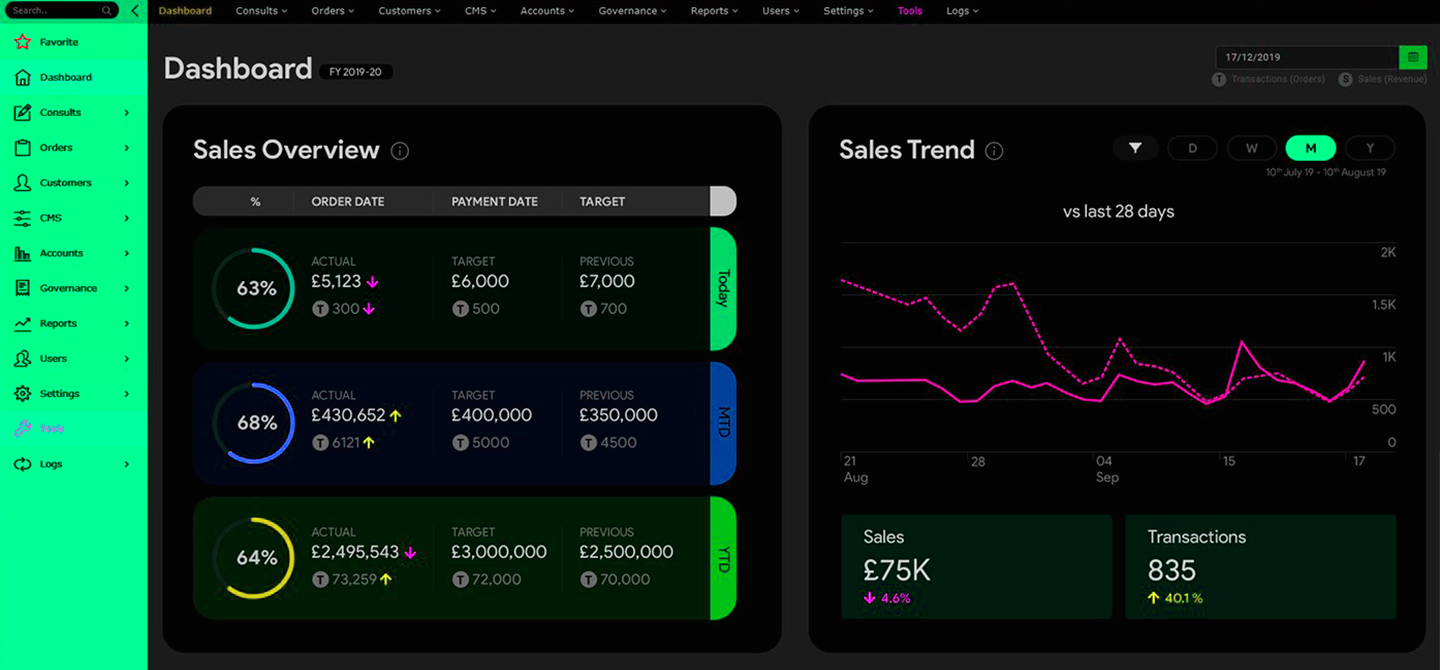 Search..
Dashboard Consults Orders Customers CMS Accounts Governance Reports Users Settings Tools Logs
Favorite
Dashboard
Consults
Orders
Customers
CMS
Accounts
Governance
Reports
Users
Settings
Tools
Logs
Dashboard FY 2019-20
17/12/2019
T Transactions (Orders) S Sales (Revenue)
Sales Overview
% ORDER DATE PAYMENT DATE TARGET
63%
ACTUAL TARGET PREVIOUS
£5,123 £6,000 £7,000
T 300 T 500 T 700
Today
68%
ACTUAL TARGET PREVIOUS
£430,652 £400,000 £350,000
T 6121 T 5000 T 4500
MTD
64%
ACTUAL TARGET PREVIOUS
£2,495,543 £3,000,000 £2,500,000
T 73,259 T 72,000 T 70,000
YTD
Sales Trend
D W M Y
10th July 19 - 10th August 19
vs last 28 days
2K
1.5K
1K
500
0
21 28 04 15 17
Aug Sep
Sales
£75K
4.6%
Transactions
835
40.1 %